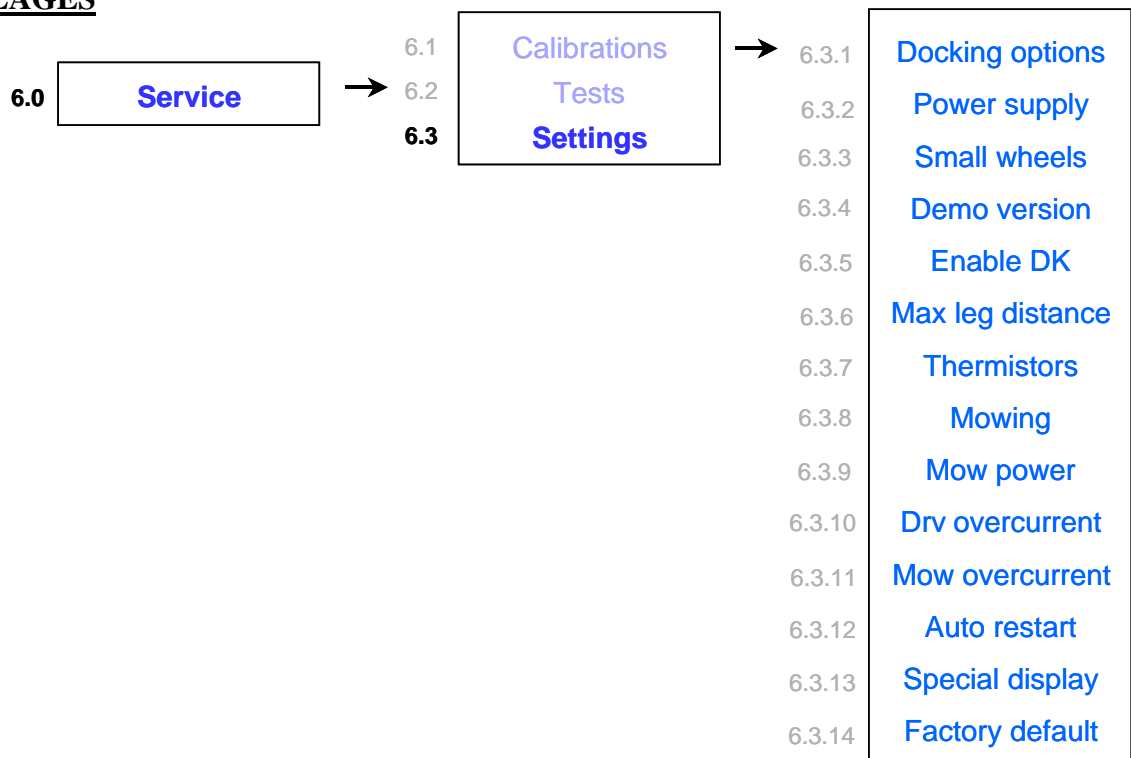 6.0 Service
6.1 Calibrations
6.2 Tests
6.3 Settings
6.3.1 Docking options
6.3.2 Power supply
6.3.3 Small wheels
6.3.4 Demo version
6.3.5 Enable DK
6.3.6 Max leg distance
6.3.7 Thermistors
6.3.8 Mowing
6.3.9 Mow power
6.3.10 Drv overcurrent
6.3.11 Mow overcurrent
6.3.12 Auto restart
6.3.13 Special display
6.3.14 Factory default